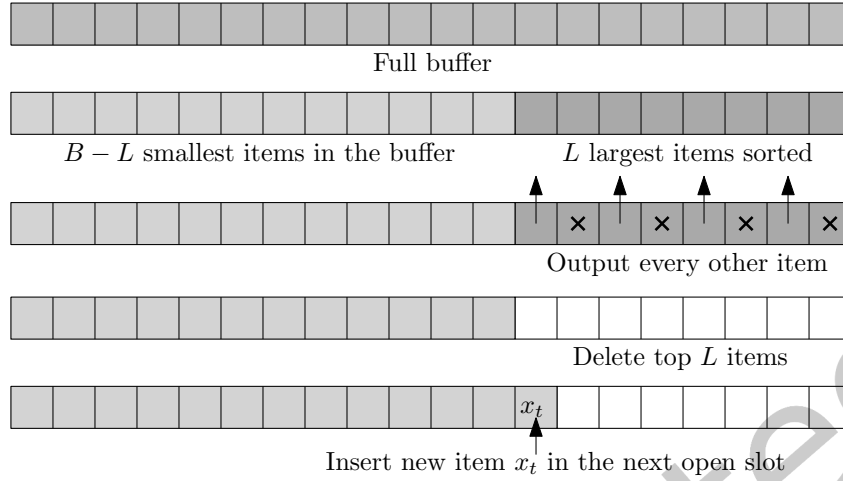 Full buffer
B − L smallest items in the buffer L largest items sorted
Output every other item
Delete top L items
x_t
Insert new item x_t in the next open slot